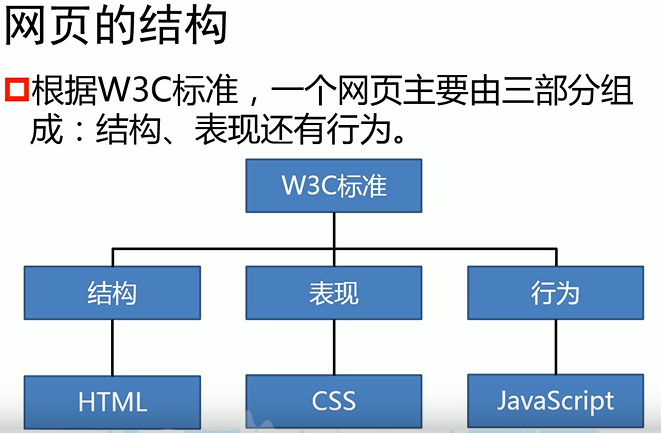 网页的结构
根据W3C标准，一个网页主要由三部分组
成：结构、表现还有行为。
W3C标准
结构 表现 行为
HTML CSS JavaScript